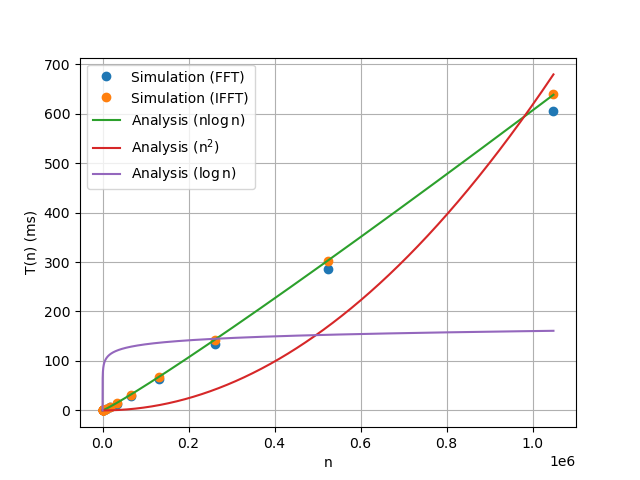 700
600
500
400
300
200
100
0
T(n) (ms)
Simulation (FFT)
Simulation (IFFT)
Analysis (nlog n)
Analysis (n²)
Analysis (log n)
0.0 0.2 0.4 0.6 0.8 1.0
1e6
n